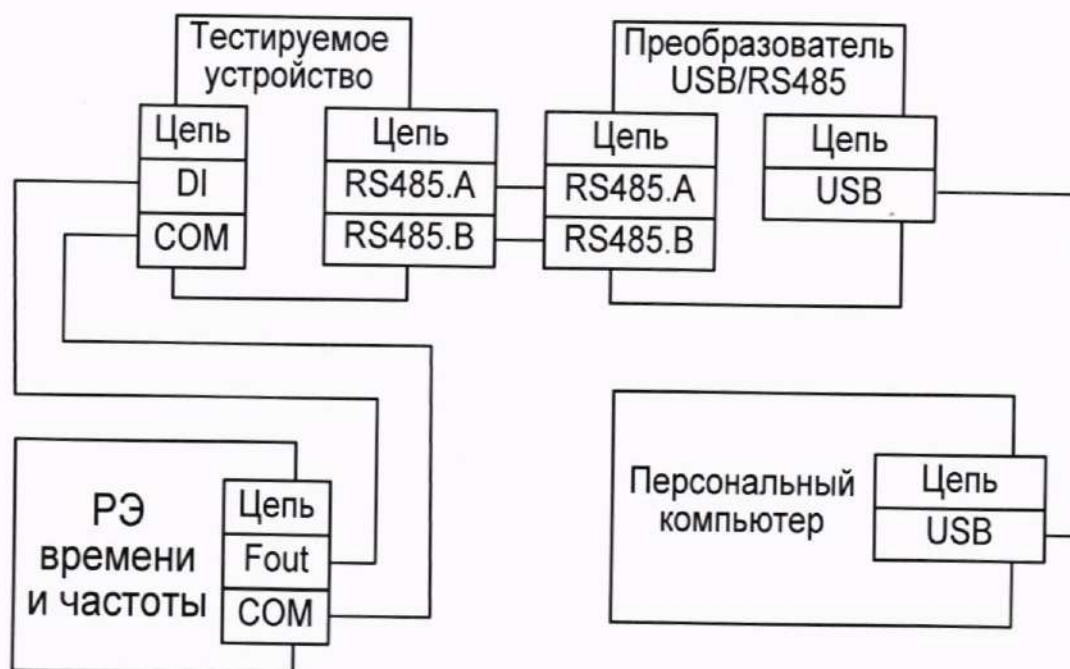 Тестируемое
устройство
Цепь
DI
COM
Цепь
RS485.A
RS485.B
Преобразователь
USB/RS485
Цепь
RS485.A
RS485.B
Цепь
USB
РЭ
времени
и частоты
Цепь
Fout
COM
Персональный
компьютер
Цепь
USB